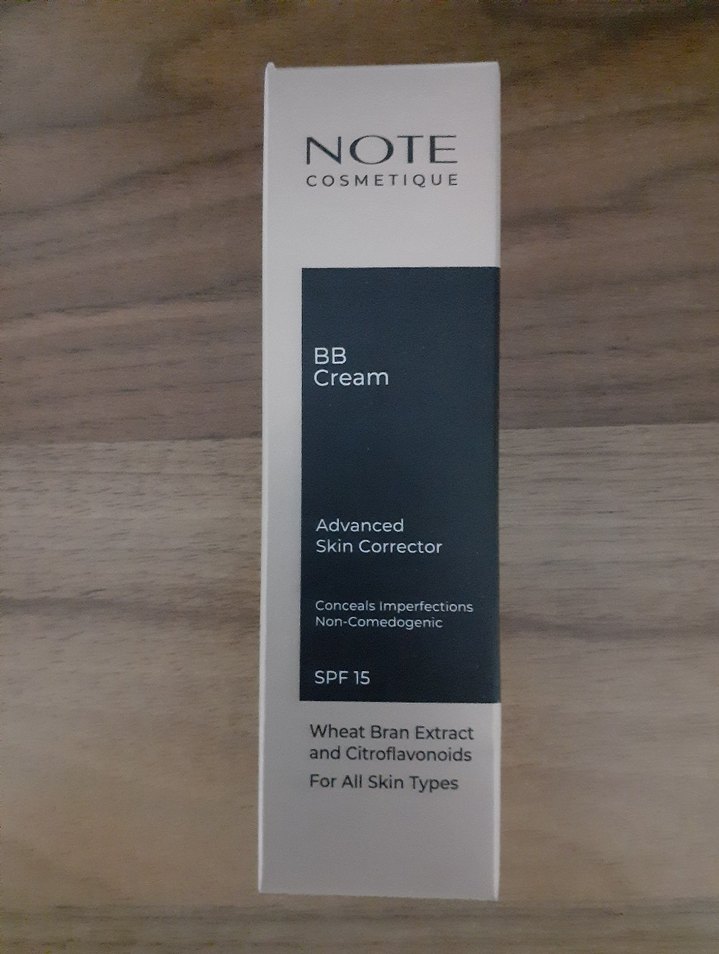 NOTE
COSMETIQUE
BB
Cream
Advanced
Skin Corrector
Conceals Imperfections
Non-Comedogenic
SPF 15
Wheat Bran Extract
and Citroflavonoids
For All Skin Types